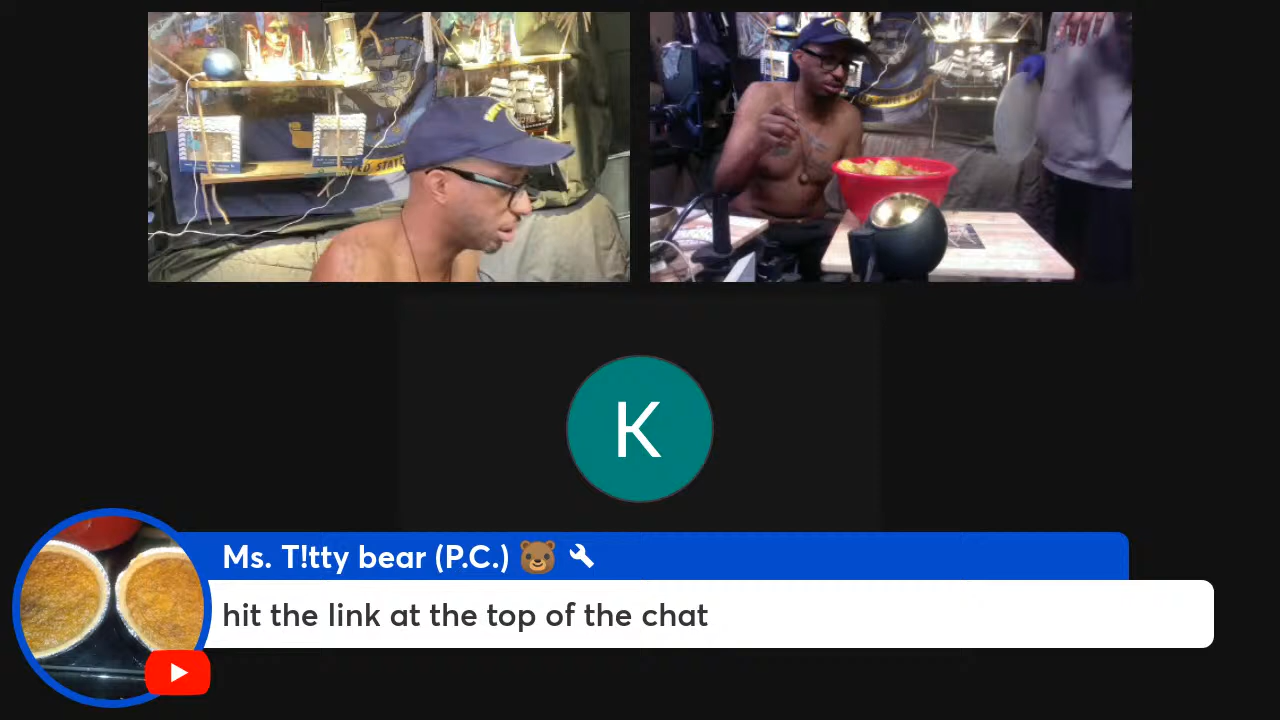 K
Ms. T!tty bear (P.C.) 🐻 🔧
hit the link at the top of the chat